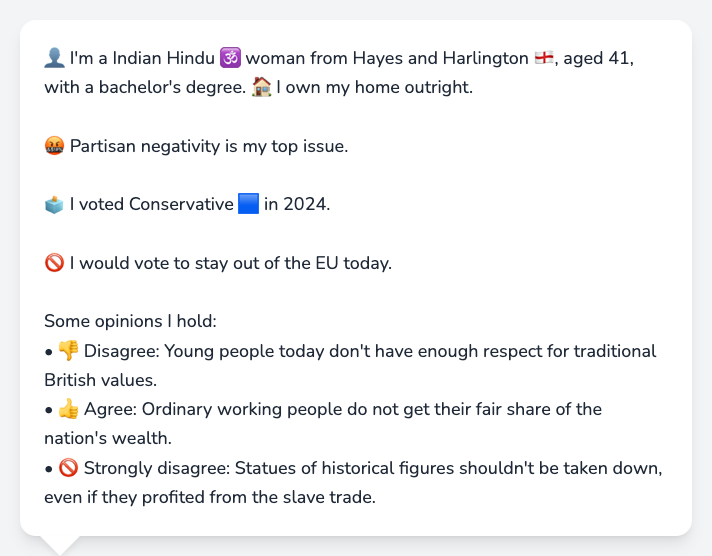 👤 I'm a Indian Hindu 🕉️ woman from Hayes and Harlington 🏴󠁧󠁢󠁥󠁮󠁧󠁿, aged 41,
with a bachelor's degree. 🏠 I own my home outright.
🤬 Partisan negativity is my top issue.
🗳️ I voted Conservative 🟦 in 2024.
🚫 I would vote to stay out of the EU today.
Some opinions I hold:
• 👎 Disagree: Young people today don't have enough respect for traditional
British values.
• 👍 Agree: Ordinary working people do not get their fair share of the
nation's wealth.
• 🚫 Strongly disagree: Statues of historical figures shouldn't be taken down,
even if they profited from the slave trade.